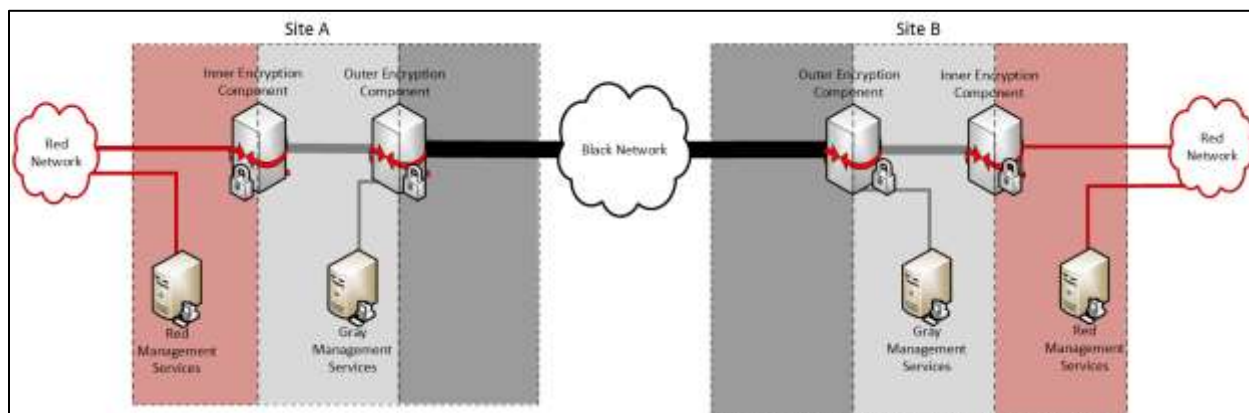 Site A
Site B
Inner Encryption
Component
Outer Encryption
Component
Outer Encryption
Component
Inner Encryption
Component
Red
Network
Black Network
Red
Network
Red
Management
Services
Gray
Management
Services
Gray
Management
Services
Red
Management
Services